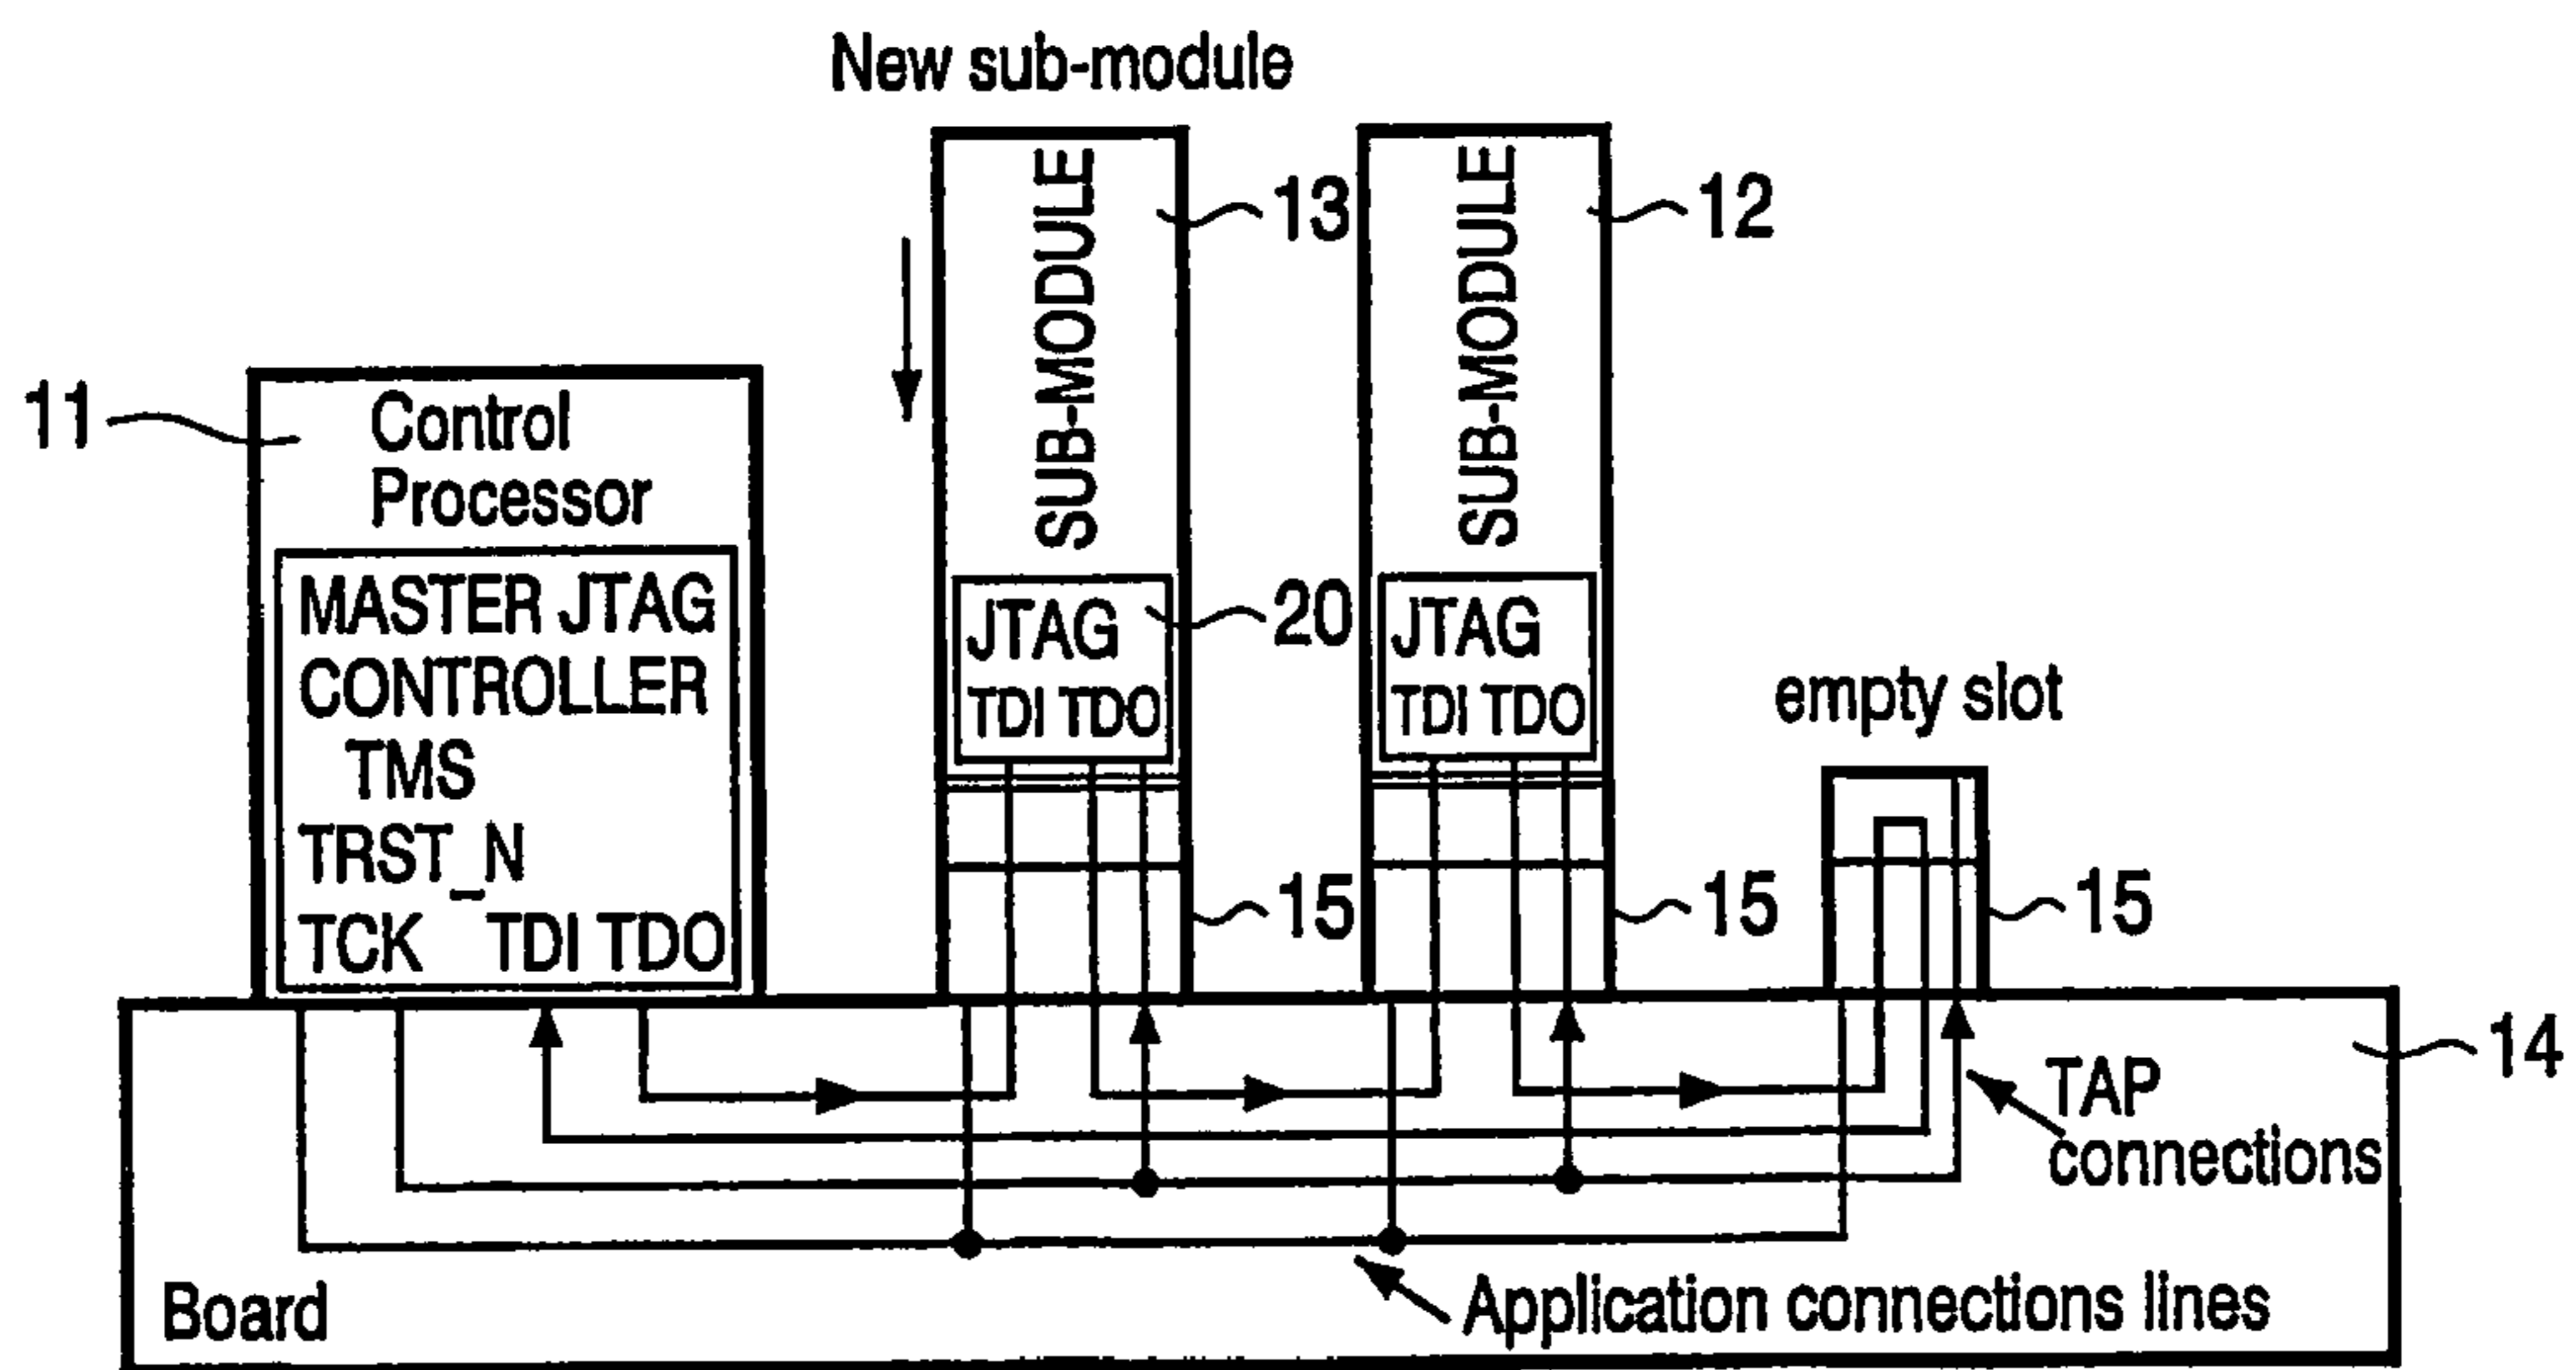 New sub-module
SUB-MODULE
13
SUB-MODULE
12
11
Control
Processor
MASTER JTAG
CONTROLLER
TMS
TRST_N
TCK TDI TDO
JTAG
TDI TDO
20
JTAG
TDI TDO
empty slot
15
15
15
14
TAP
connections
Application connections lines
Board